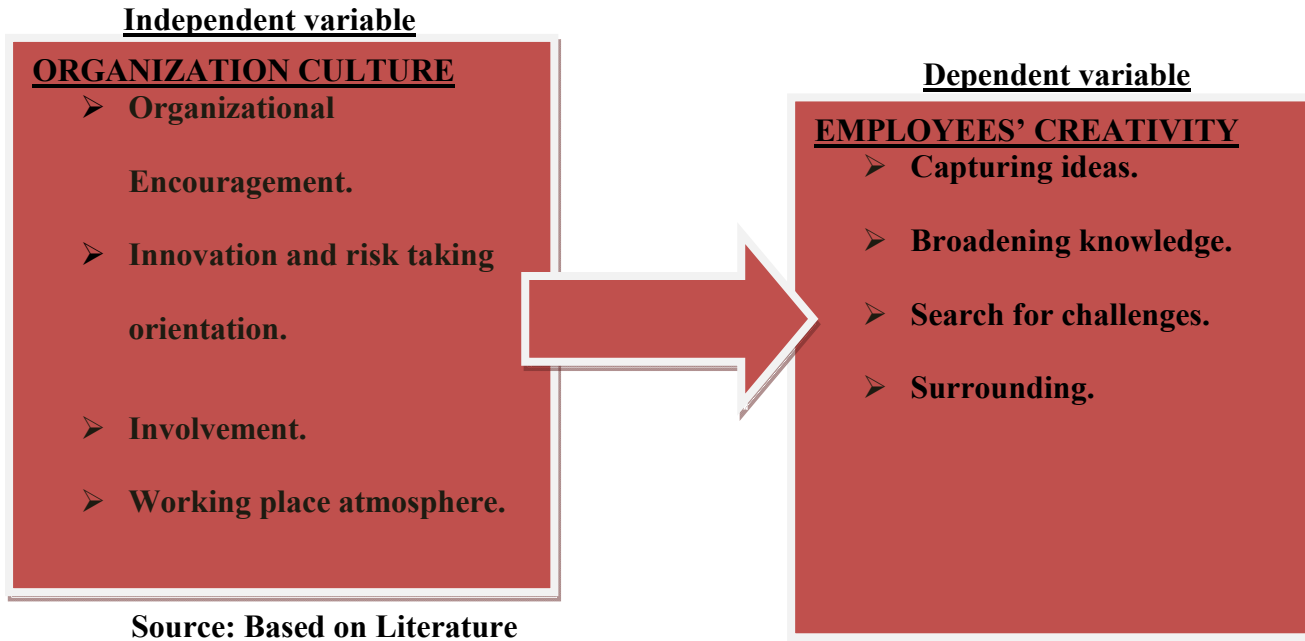 Independent variable
ORGANIZATION CULTURE
➢ Organizational
Encouragement.
➢ Innovation and risk taking
orientation.
➢ Involvement.
➢ Working place atmosphere.
Source: Based on Literature
Dependent variable
EMPLOYEES’ CREATIVITY
➢ Capturing ideas.
➢ Broadening knowledge.
➢ Search for challenges.
➢ Surrounding.